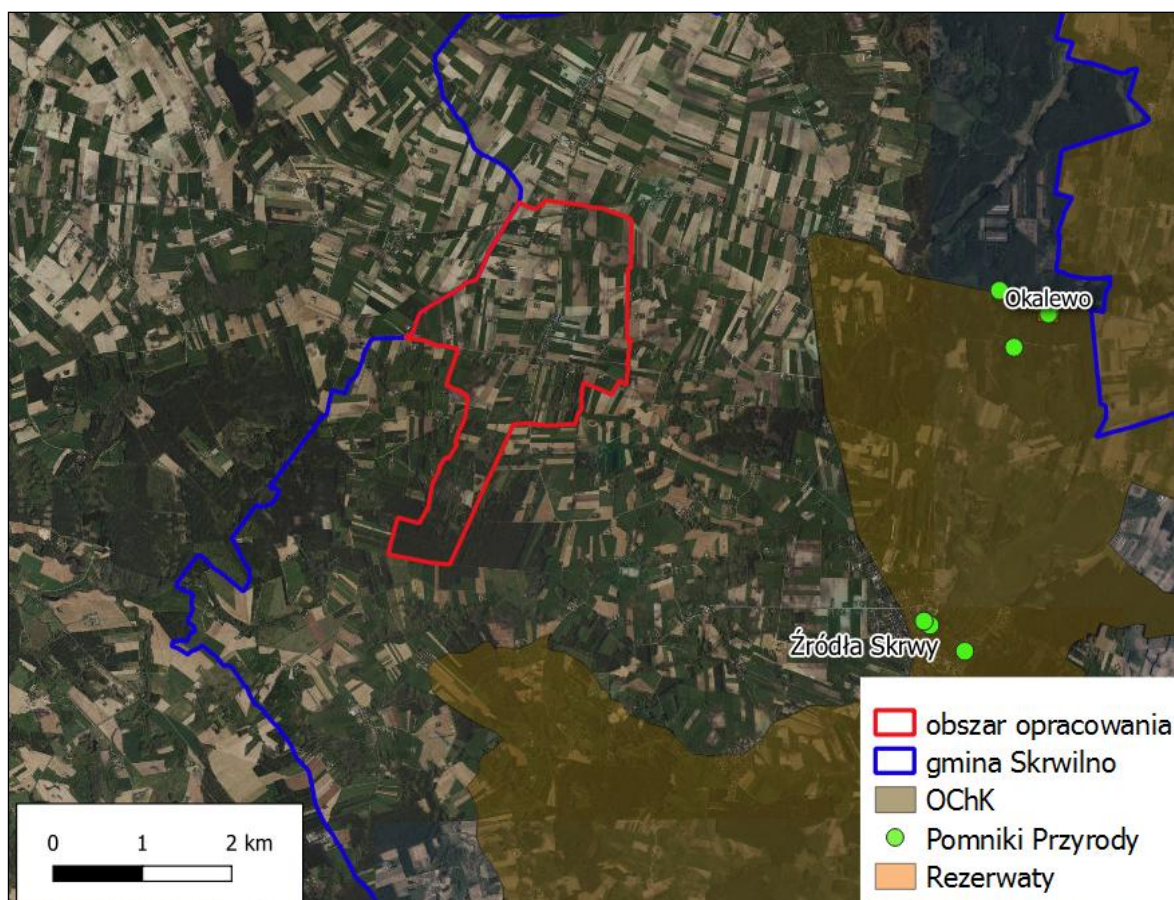 Okalewo
Źródła Skrwy
obszar opracowania
gmina Skrwilno
OChK
Pomniki Przyrody
Rezerwaty
0 1 2 km